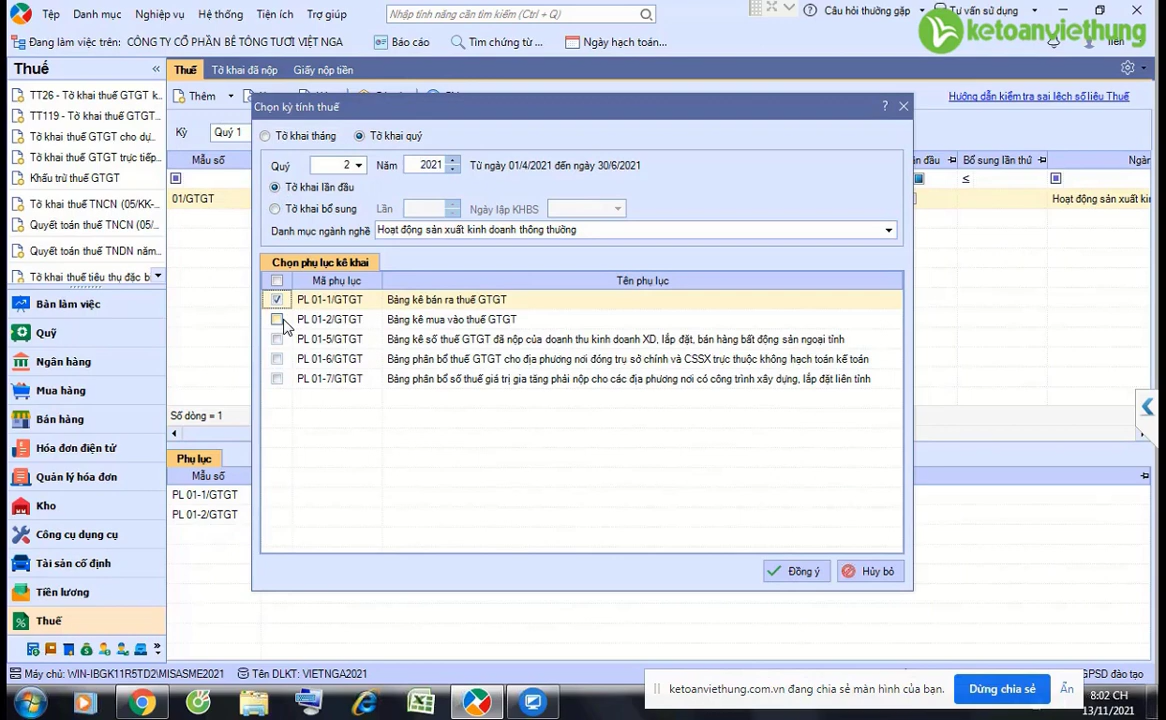 Tệp Danh mục Nghiệp vụ Hệ thống Tiện ích Trợ giúp
Nhập tính năng cần tìm kiếm (Ctrl + Q)
Câu hỏi thường gặp
Tư vấn sử dụng
ketoanviethung
Đang làm việc trên: CÔNG TY CỔ PHẦN BÊ TÔNG TƯƠI VIỆT NGA
Báo cáo
Tìm chứng từ ...
Ngày hạch toán...
liên
Thuế
Thuế Tờ khai đã nộp Giấy nộp tiền
TT26 - Tờ khai thuế GTGT k...
TT119 - Tờ khai thuế GTGT...
Tờ khai thuế GTGT cho dự...
Tờ khai thuế GTGT trực tiếp...
Khấu trừ thuế GTGT
Tờ khai thuế TNCN (05/KK-...
Quyết toán thuế TNCN (05/...
Quyết toán thuế TNDN năm...
Tờ khai thuế tiêu thụ đặc b...
Bàn làm việc
Quỹ
Ngân hàng
Mua hàng
Bán hàng
Hóa đơn điện tử
Quản lý hóa đơn
Kho
Công cụ dụng cụ
Tài sản cố định
Tiền lương
Thuế
Thêm
Hướng dẫn kiểm tra sai lệch số liệu Thuế
Kỳ Quý 1
Mẫu số
n đầu
Bổ sung lần thứ
Ngàn
≤
01/GTGT
Hoạt động sản xuất ki
Chọn kỳ tính thuế
Tờ khai tháng Tờ khai quý
Quý 2 Năm 2021 Từ ngày 01/4/2021 đến ngày 30/6/2021
Tờ khai lần đầu
Tờ khai bổ sung Lần Ngày lập KHBS
Danh mục ngành nghề Hoạt động sản xuất kinh doanh thông thường
Chọn phụ lục kê khai
Mã phụ lục Tên phụ lục
PL 01-1/GTGT Bảng kê bán ra thuế GTGT
PL 01-2/GTGT Bảng kê mua vào thuế GTGT
PL 01-5/GTGT Bảng kê số thuế GTGT đã nộp của doanh thu kinh doanh XD, lắp đặt, bán hàng bất động sản ngoại tỉnh
PL 01-6/GTGT Bảng phân bổ thuế GTGT cho địa phương nơi đóng trụ sở chính và CSSX trực thuộc không hạch toán kế toán
PL 01-7/GTGT Bảng phân bổ số thuế giá trị gia tăng phải nộp cho các địa phương nơi có công trình xây dựng, lắp đặt liên tỉnh
Đồng ý Hủy bỏ
Số dòng = 1
Phụ lục
Mẫu số
PL 01-1/GTGT
PL 01-2/GTGT
Máy chủ: \WIN-IBGK11R5TD2\MISASME2021 Tên DLKT: VIETNGA2021
GPSD đào tạo
ketoanviethung.com.vn đang chia sẻ màn hình của bạn. Dừng chia sẻ Ẩn
8:02 CH
13/11/2021